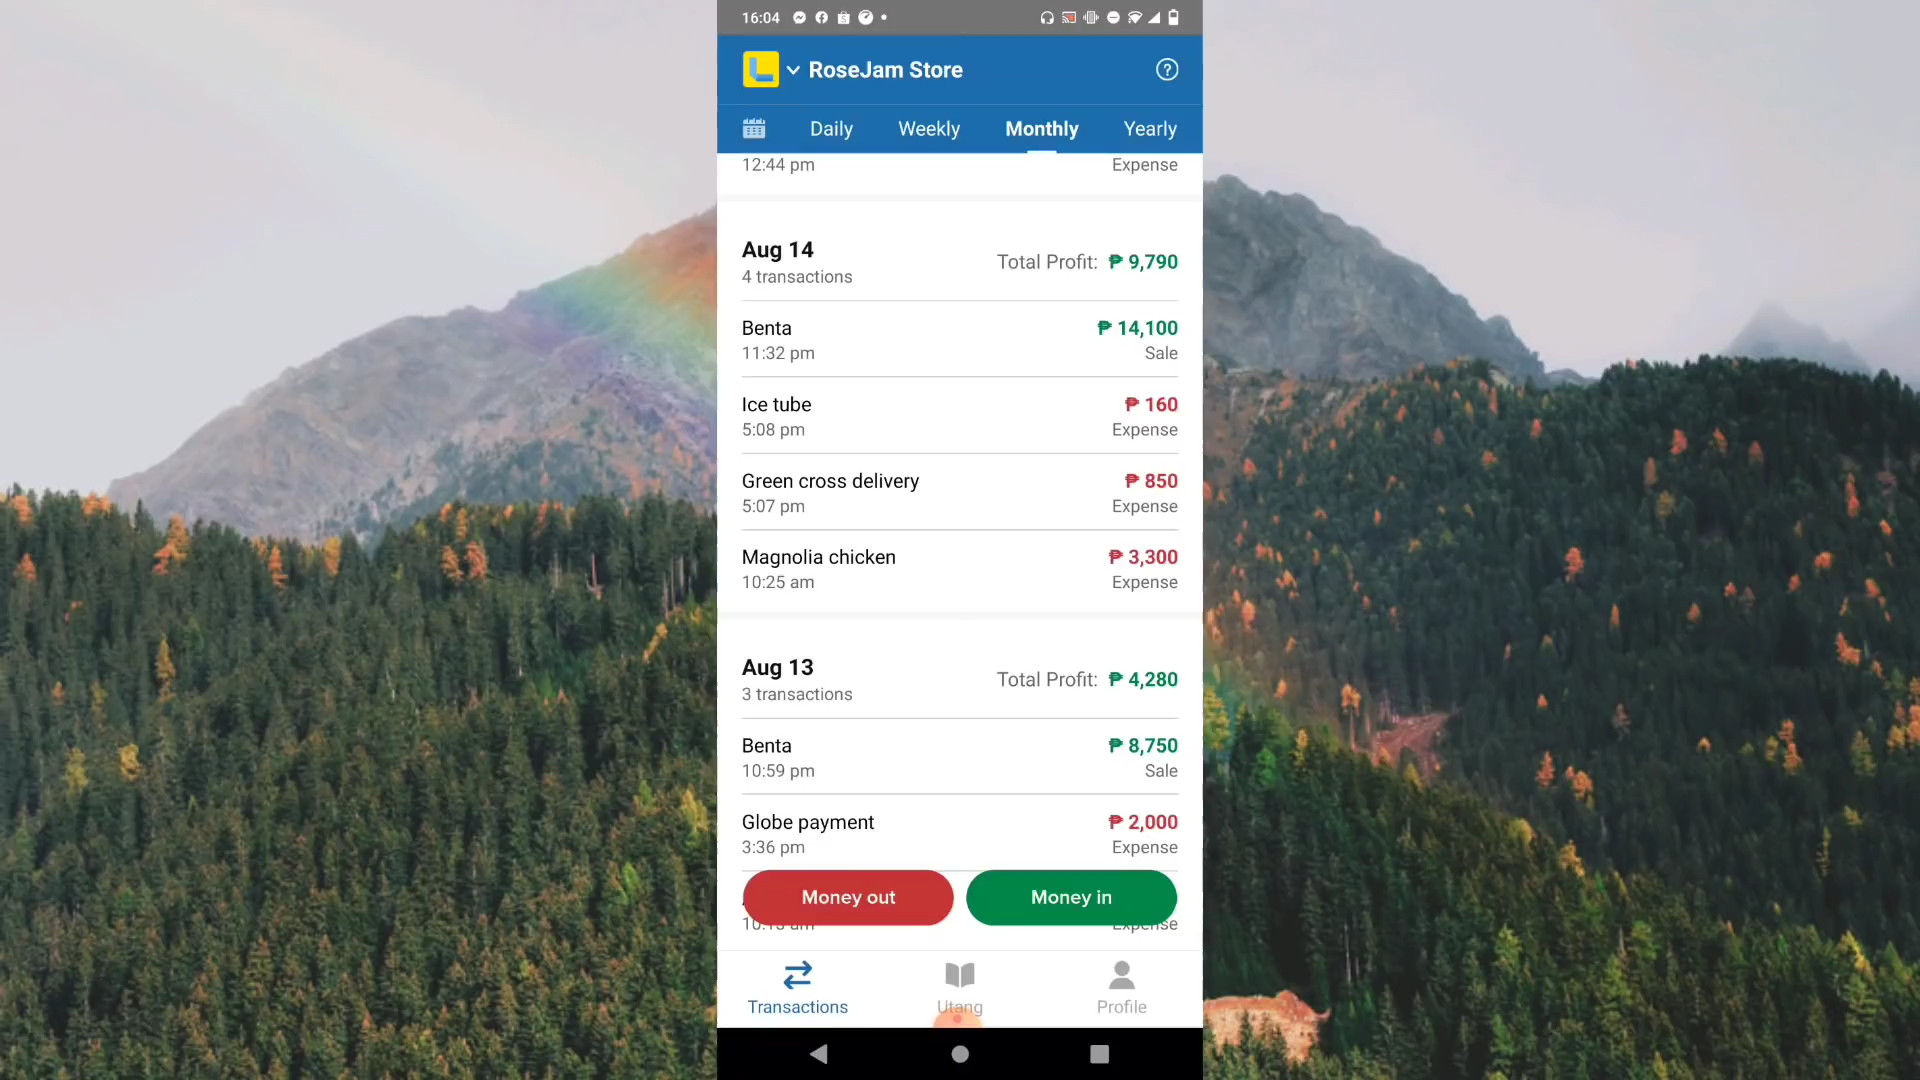 16:04
RoseJam Store
Daily Weekly Monthly Yearly
12:44 pm Expense
Aug 14
Total Profit: ₱ 9,790
4 transactions
Benta ₱ 14,100
11:32 pm Sale
Ice tube ₱ 160
5:08 pm Expense
Green cross delivery ₱ 850
5:07 pm Expense
Magnolia chicken ₱ 3,300
10:25 am Expense
Aug 13
Total Profit: ₱ 4,280
3 transactions
Benta ₱ 8,750
10:59 pm Sale
Globe payment ₱ 2,000
3:36 pm Expense
Money out Money in
Expense
Transactions Utang Profile